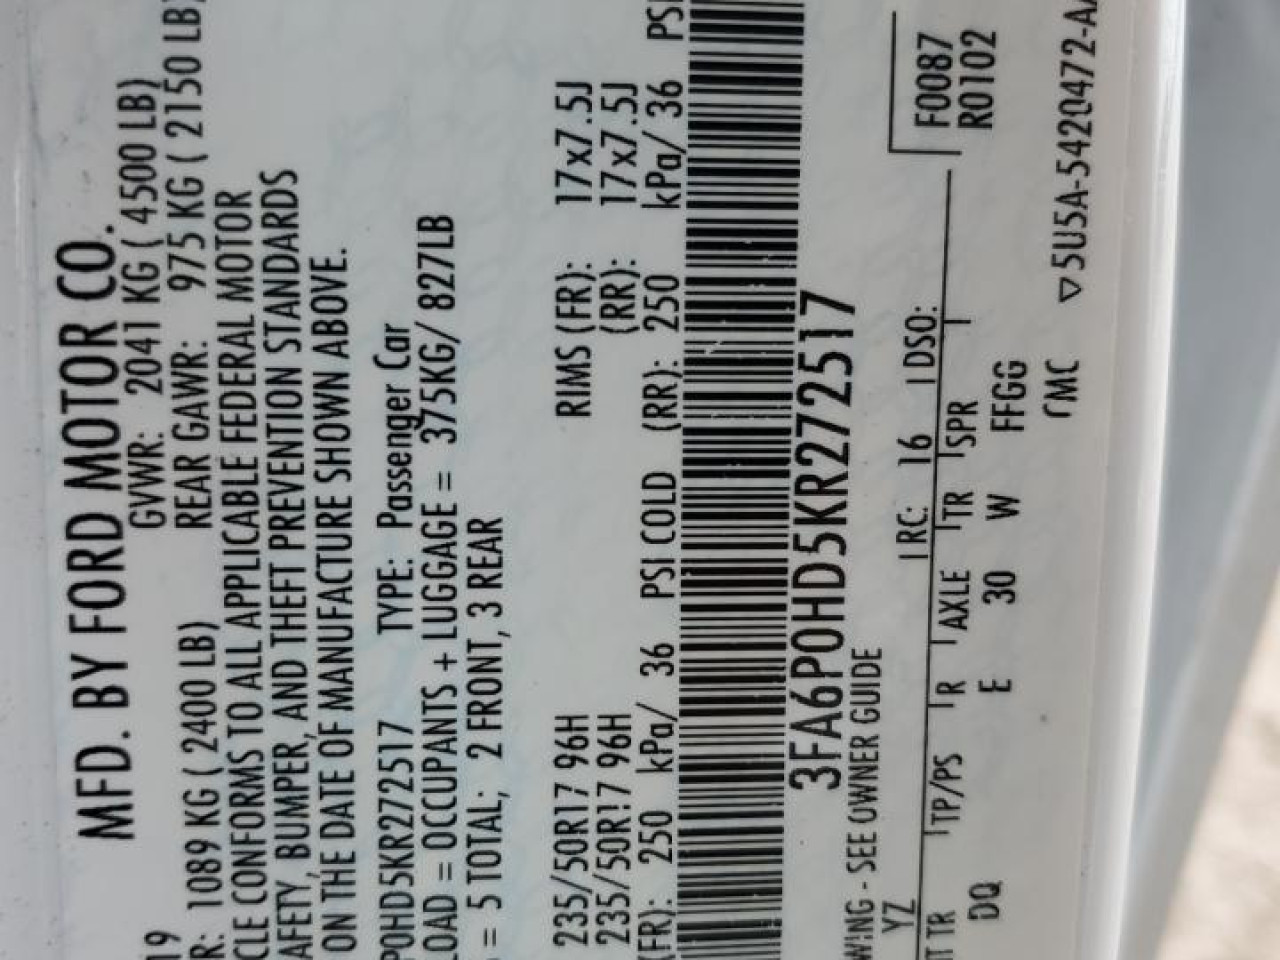 MFD. BY FORD MOTOR CO.
19 GVWR: 2041 KG ( 4500 LB)
R: 1089 KG ( 2400 LB) REAR GAWR: 975 KG ( 2150 LB)
CLE CONFORMS TO ALL APPLICABLE FEDERAL MOTOR
AFETY, BUMPER, AND THEFT PREVENTION STANDARDS
ON THE DATE OF MANUFACTURE SHOWN ABOVE.
P0HD5KR272517 TYPE: Passenger Car
LOAD = OCCUPANTS + LUGGAGE = 375KG/ 827LB
= 5 TOTAL; 2 FRONT, 3 REAR
235/50R17 96H RIMS (FR): 17x7.5J
235/50R17 96H (RR): 17x7.5J
(FR): 250 kPa/ 36 PSI COLD (RR): 250 kPa/ 36 PSI
3FA6P0HD5KR272517
WING - SEE OWNER GUIDE
F0087
R0102
YZ RC: 16 DSO:
NT TR TP/PS R AXLE TR SPR
DQ E 30 W FFGG
CMC ▽5U5A-5420472-AA